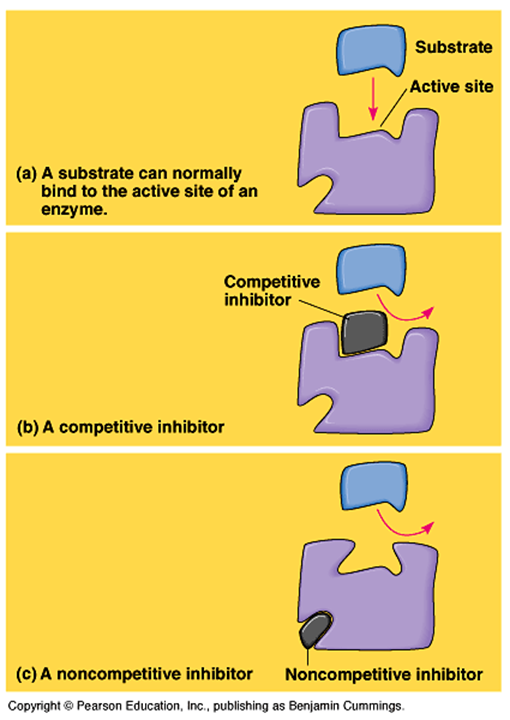 Substrate
Active site
(a) A substrate can normally
bind to the active site of an
enzyme.
Competitive
inhibitor
(b) A competitive inhibitor
(c) A noncompetitive inhibitor
Noncompetitive inhibitor
Copyright © Pearson Education, Inc., publishing as Benjamin Cummings.